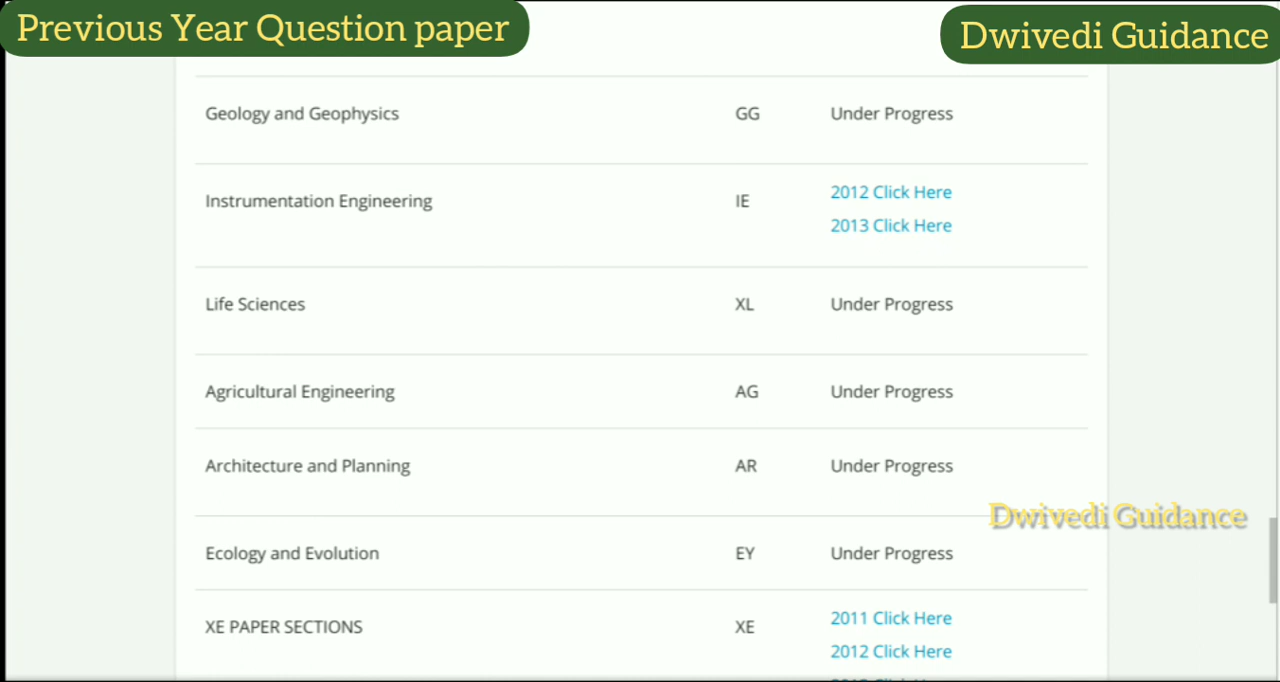 Previous Year Question paper
Dwivedi Guidance
Geology and Geophysics GG Under Progress
Instrumentation Engineering IE 2012 Click Here
2013 Click Here
Life Sciences XL Under Progress
Agricultural Engineering AG Under Progress
Architecture and Planning AR Under Progress
Dwivedi Guidance
Ecology and Evolution EY Under Progress
XE PAPER SECTIONS XE 2011 Click Here
2012 Click Here